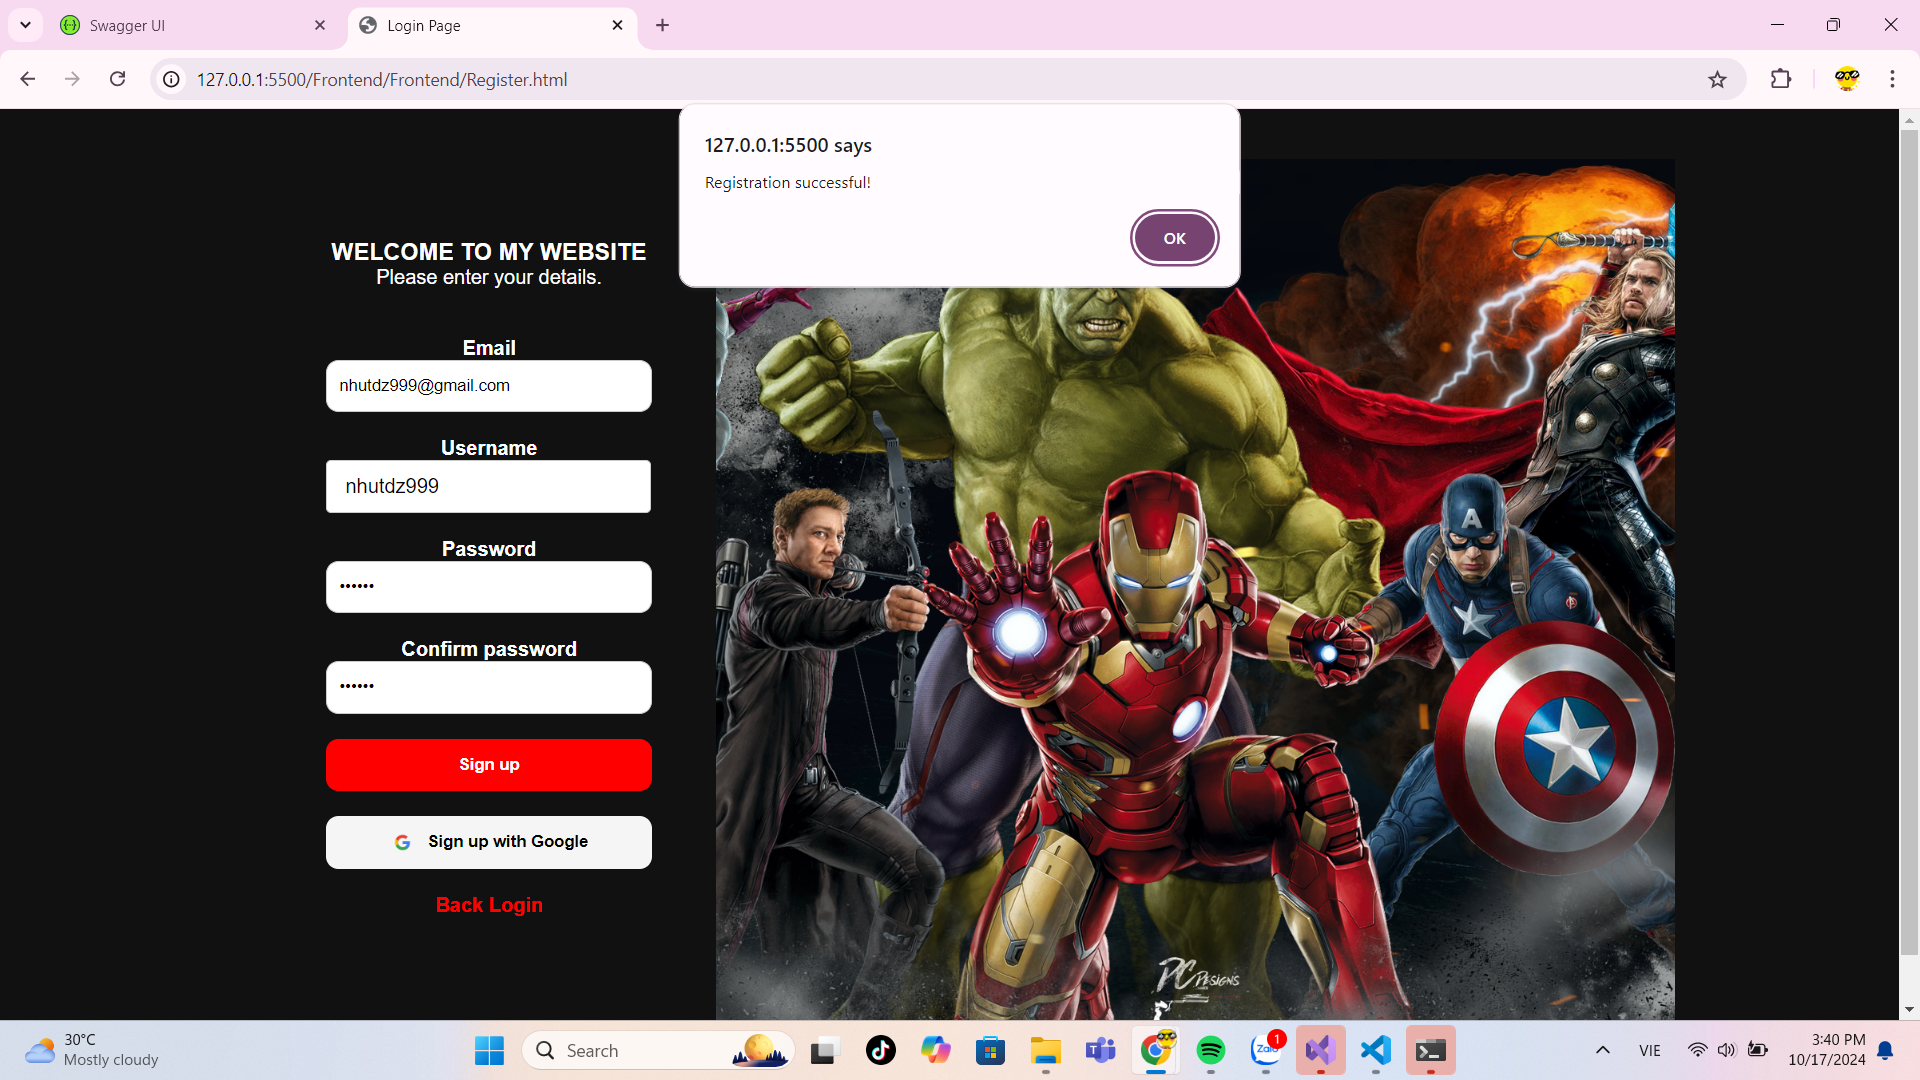 Swagger UI
Login Page
127.0.0.1:5500/Frontend/Frontend/Register.html
127.0.0.1:5500 says
Registration successful!
OK
WELCOME TO MY WEBSITE
Please enter your details.
Email
nhutdz999@gmail.com
Username
nhutdz999
Password
••••••
Confirm password
••••••
Sign up
Sign up with Google
Back Login
A
PC DESIGNS
30°C
Mostly cloudy
Search
Zalo
1
VIE
3:40 PM
10/17/2024